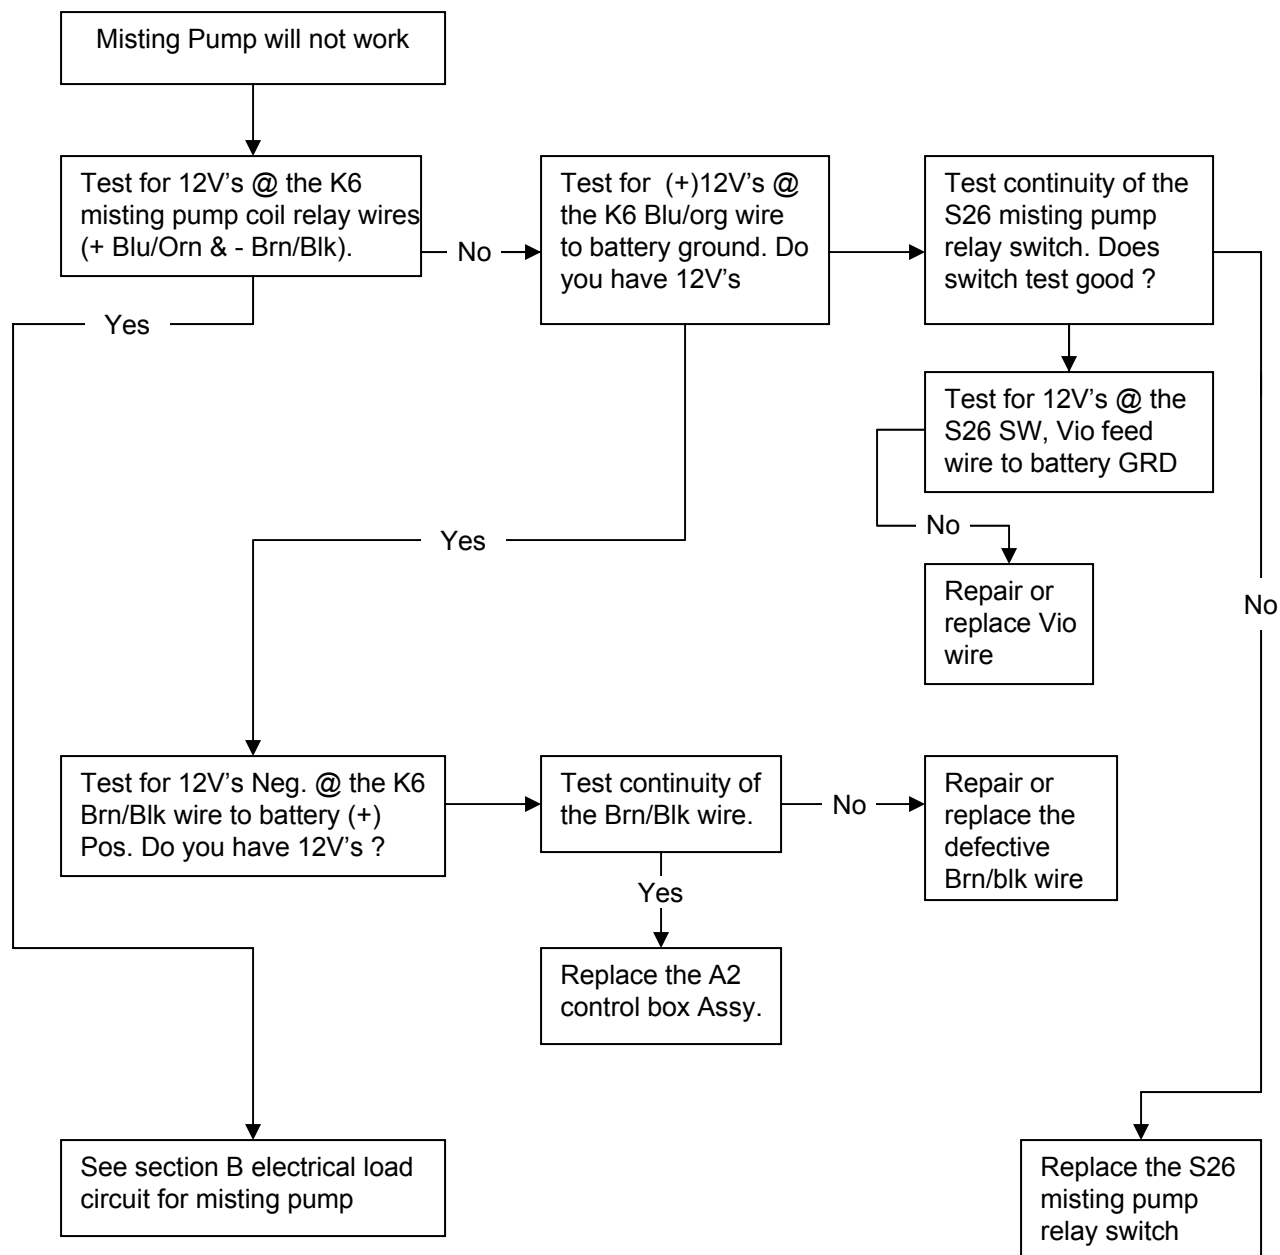 Misting Pump will not work
Test for 12V's @ the K6
misting pump coil relay wires
(+ Blu/Orn & - Brn/Blk).
No
Test for (+)12V's @
the K6 Blu/org wire
to battery ground. Do
you have 12V's
Test continuity of the
S26 misting pump
relay switch. Does
switch test good ?
Yes
Test for 12V's @ the
S26 SW, Vio feed
wire to battery GRD
No
Yes
Repair or
replace Vio
wire
No
Test for 12V's Neg. @ the K6
Brn/Blk wire to battery (+)
Pos. Do you have 12V's ?
Test continuity of
the Brn/Blk wire.
No
Repair or
replace the
defective
Brn/blk wire
Yes
Replace the A2
control box Assy.
See section B electrical load
circuit for misting pump
Replace the S26
misting pump
relay switch